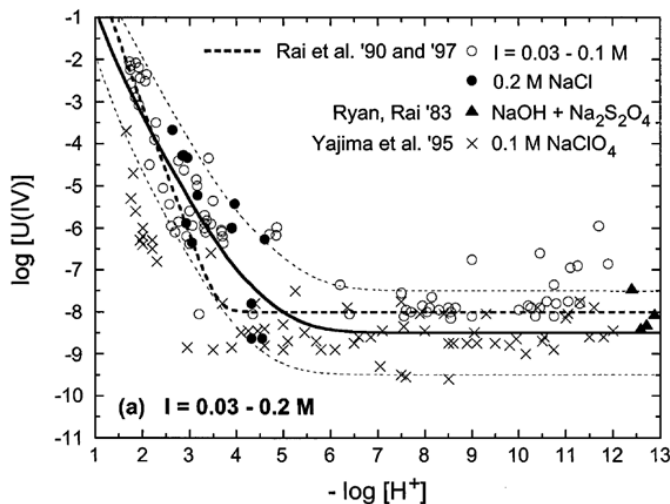 Rai et al. '90 and '97
I = 0.03 - 0.1 M
0.2 M NaCl
Ryan, Rai '83
NaOH + Na₂S₂O₄
Yajima et al. '95
0.1 M NaClO₄
log [U(IV)]
-1
-2
-3
-4
-5
-6
-7
-8
-9
-10
-11
(a) I = 0.03 - 0.2 M
1 2 3 4 5 6 7 8 9 10 11 12 13
- log [H⁺]